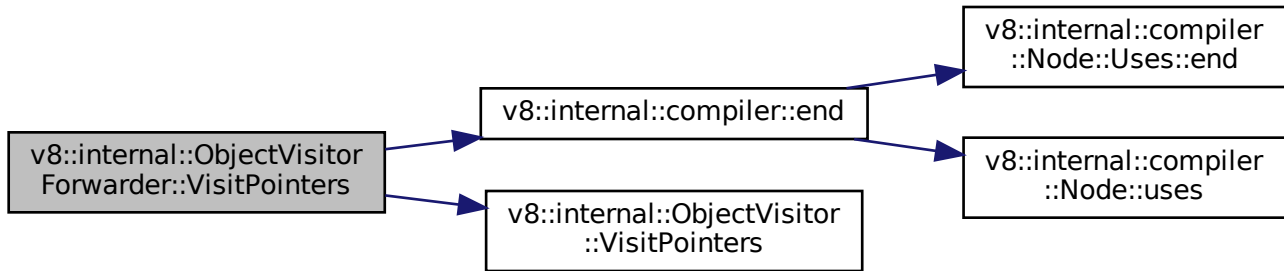 v8::internal::ObjectVisitor
Forwarder::VisitPointers
v8::internal::compiler::end
v8::internal::ObjectVisitor
::VisitPointers
v8::internal::compiler
::Node::Uses::end
v8::internal::compiler
::Node::uses